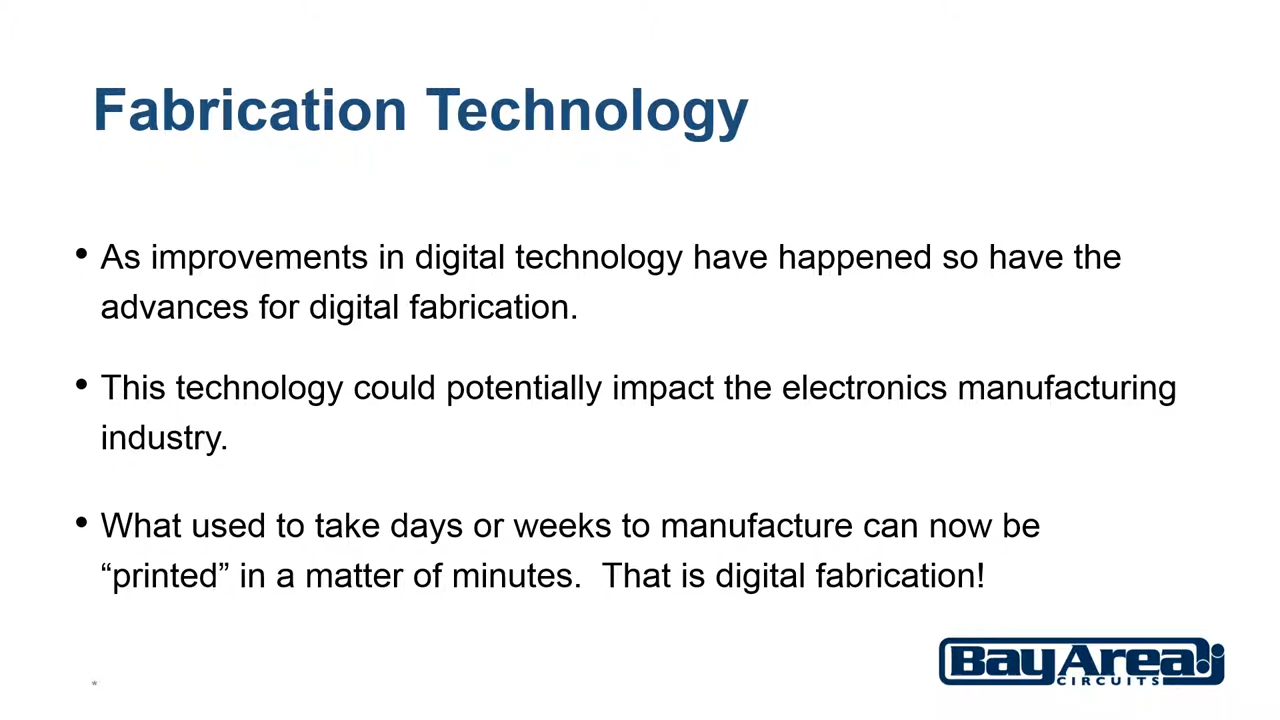 Fabrication Technology
• As improvements in digital technology have happened so have the
advances for digital fabrication.
• This technology could potentially impact the electronics manufacturing
industry.
• What used to take days or weeks to manufacture can now be
“printed” in a matter of minutes.  That is digital fabrication!
BayArea
CIRCUITS
*